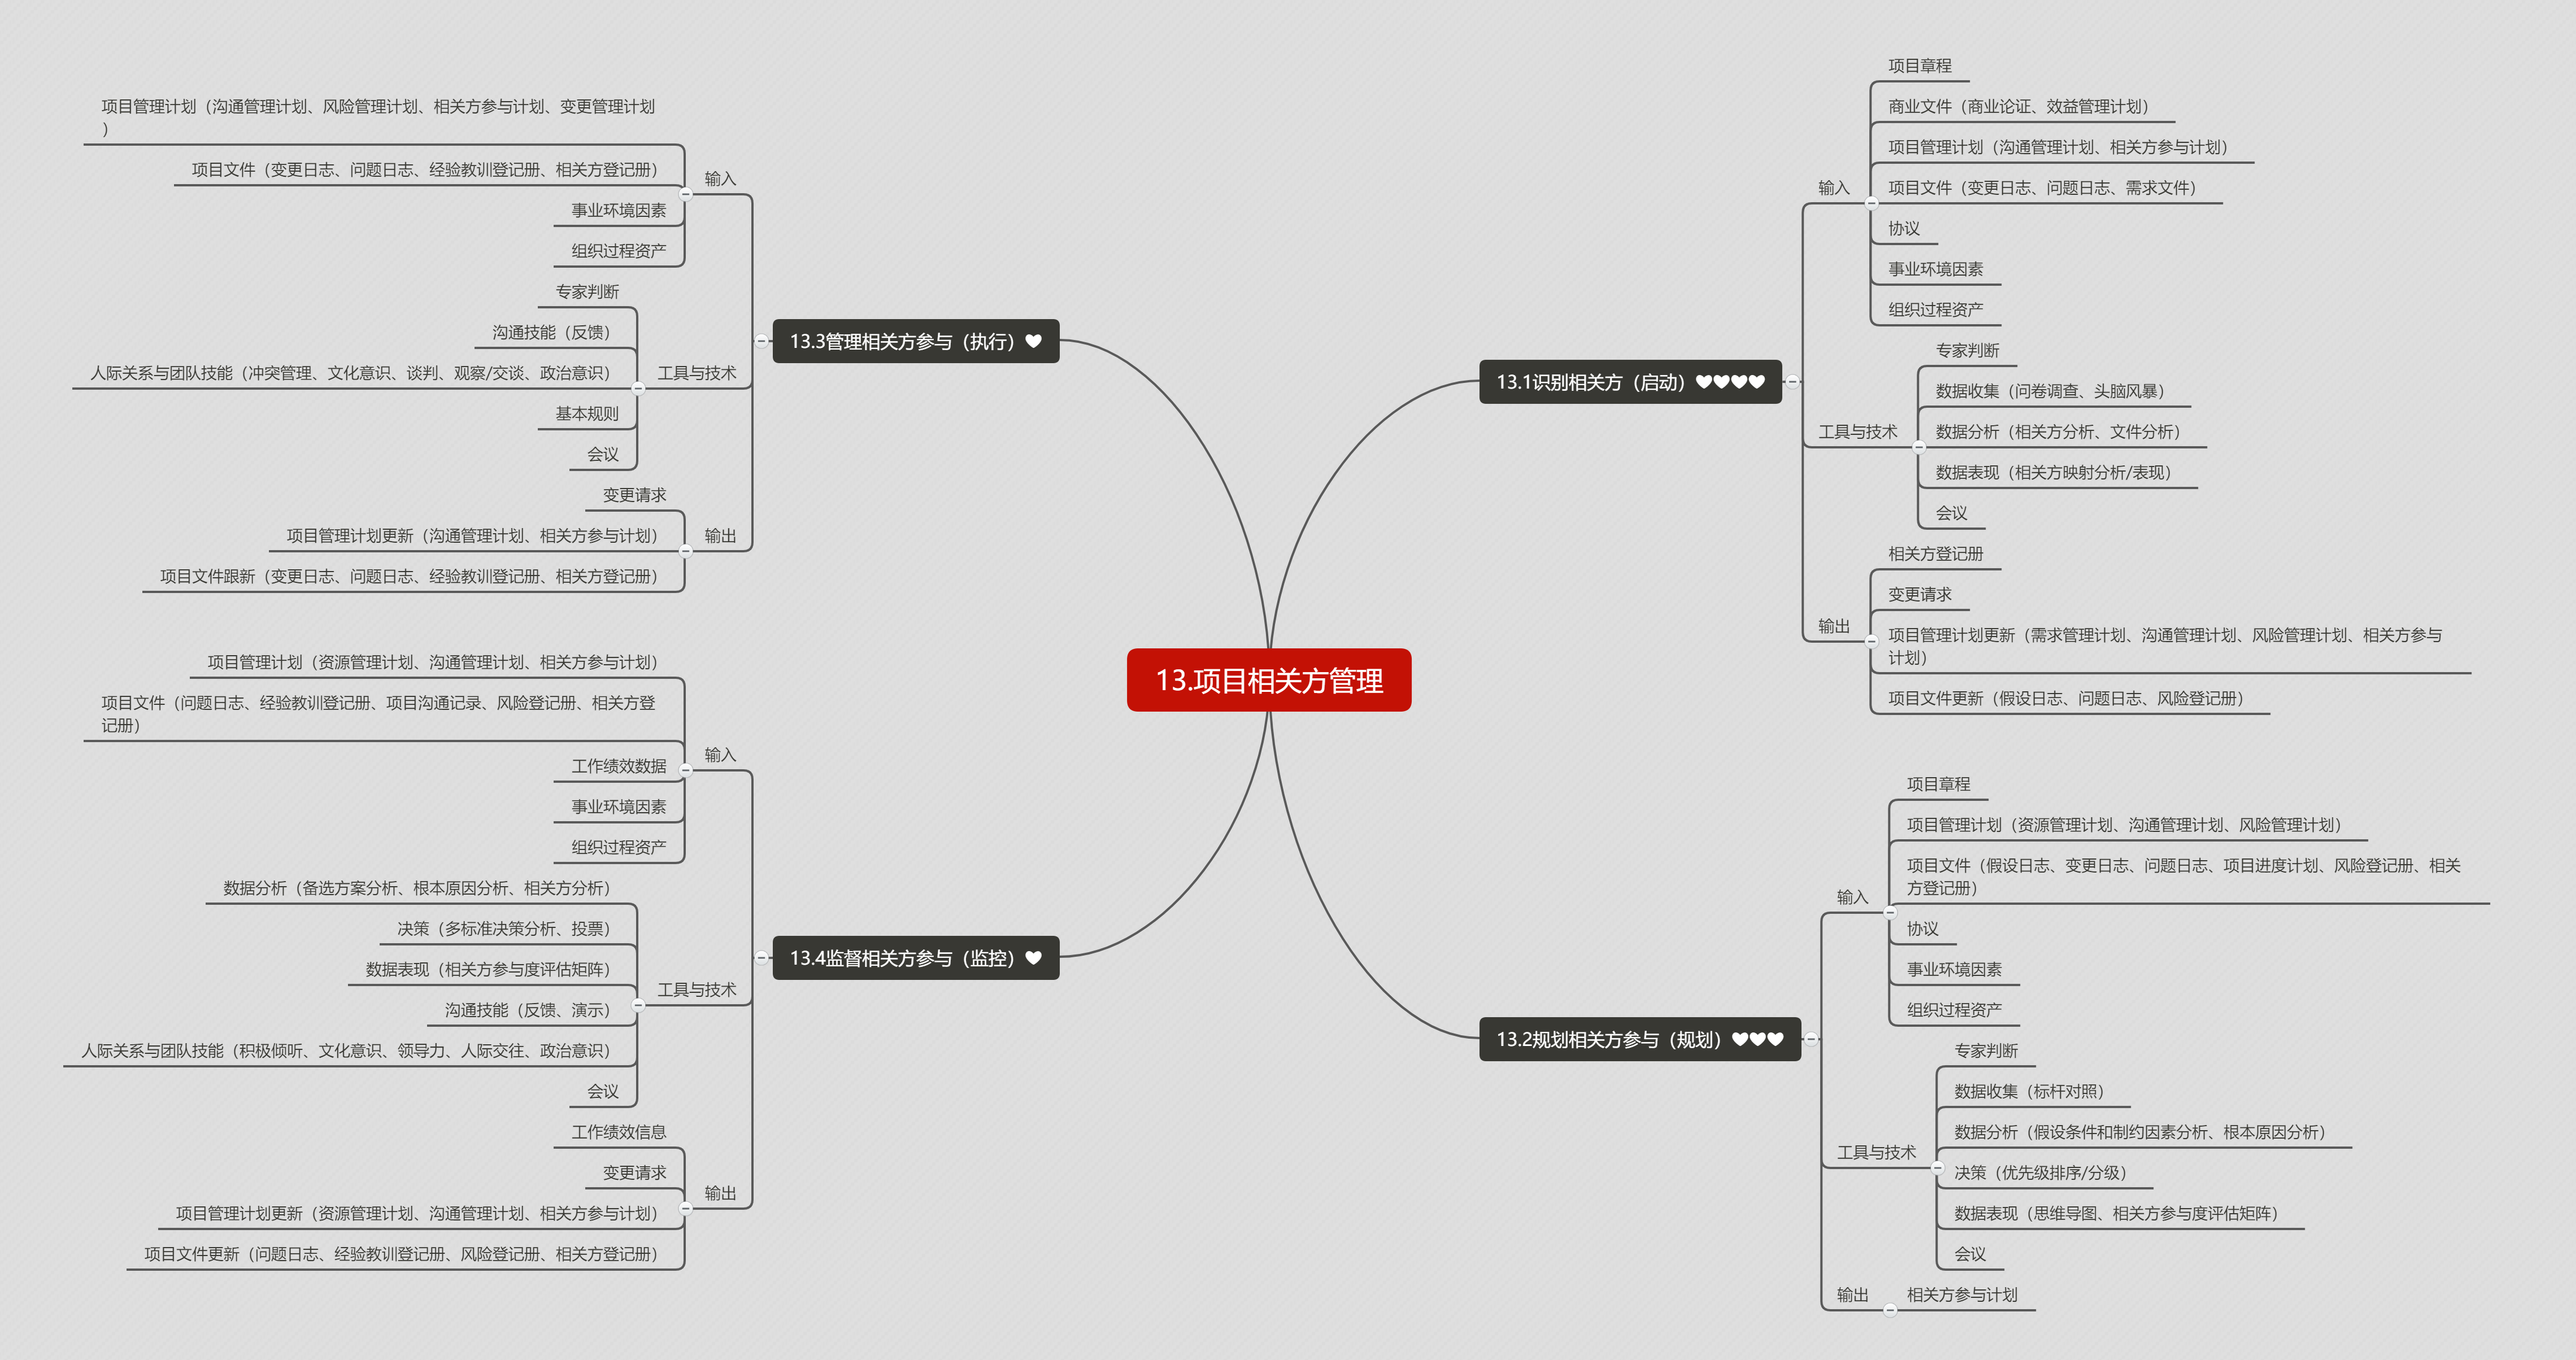 13.项目相关方管理
13.1识别相关方（启动）♥♥♥♥
输入
项目章程
商业文件（商业论证、效益管理计划）
项目管理计划（沟通管理计划、相关方参与计划）
项目文件（变更日志、问题日志、需求文件）
协议
事业环境因素
组织过程资产
工具与技术
专家判断
数据收集（问卷调查、头脑风暴）
数据分析（相关方分析、文件分析）
数据表现（相关方映射分析/表现）
会议
输出
相关方登记册
变更请求
项目管理计划更新（需求管理计划、沟通管理计划、风险管理计划、相关方参与
计划）
项目文件更新（假设日志、问题日志、风险登记册）
13.2规划相关方参与（规划）♥♥♥
输入
项目章程
项目管理计划（资源管理计划、沟通管理计划、风险管理计划）
项目文件（假设日志、变更日志、问题日志、项目进度计划、风险登记册、相关
方登记册）
协议
事业环境因素
组织过程资产
工具与技术
专家判断
数据收集（标杆对照）
数据分析（假设条件和制约因素分析、根本原因分析）
决策（优先级排序/分级）
数据表现（思维导图、相关方参与度评估矩阵）
会议
输出
相关方参与计划
13.3管理相关方参与（执行）♥
输入
项目管理计划（沟通管理计划、风险管理计划、相关方参与计划、变更管理计划
）
项目文件（变更日志、问题日志、经验教训登记册、相关方登记册）
事业环境因素
组织过程资产
工具与技术
专家判断
沟通技能（反馈）
人际关系与团队技能（冲突管理、文化意识、谈判、观察/交谈、政治意识）
基本规则
会议
输出
变更请求
项目管理计划更新（沟通管理计划、相关方参与计划）
项目文件跟新（变更日志、问题日志、经验教训登记册、相关方登记册）
13.4监督相关方参与（监控）♥
输入
项目管理计划（资源管理计划、沟通管理计划、相关方参与计划）
项目文件（问题日志、经验教训登记册、项目沟通记录、风险登记册、相关方登
记册）
工作绩效数据
事业环境因素
组织过程资产
工具与技术
数据分析（备选方案分析、根本原因分析、相关方分析）
决策（多标准决策分析、投票）
数据表现（相关方参与度评估矩阵）
沟通技能（反馈、演示）
人际关系与团队技能（积极倾听、文化意识、领导力、人际交往、政治意识）
会议
输出
工作绩效信息
变更请求
项目管理计划更新（资源管理计划、沟通管理计划、相关方参与计划）
项目文件更新（问题日志、经验教训登记册、风险登记册、相关方登记册）